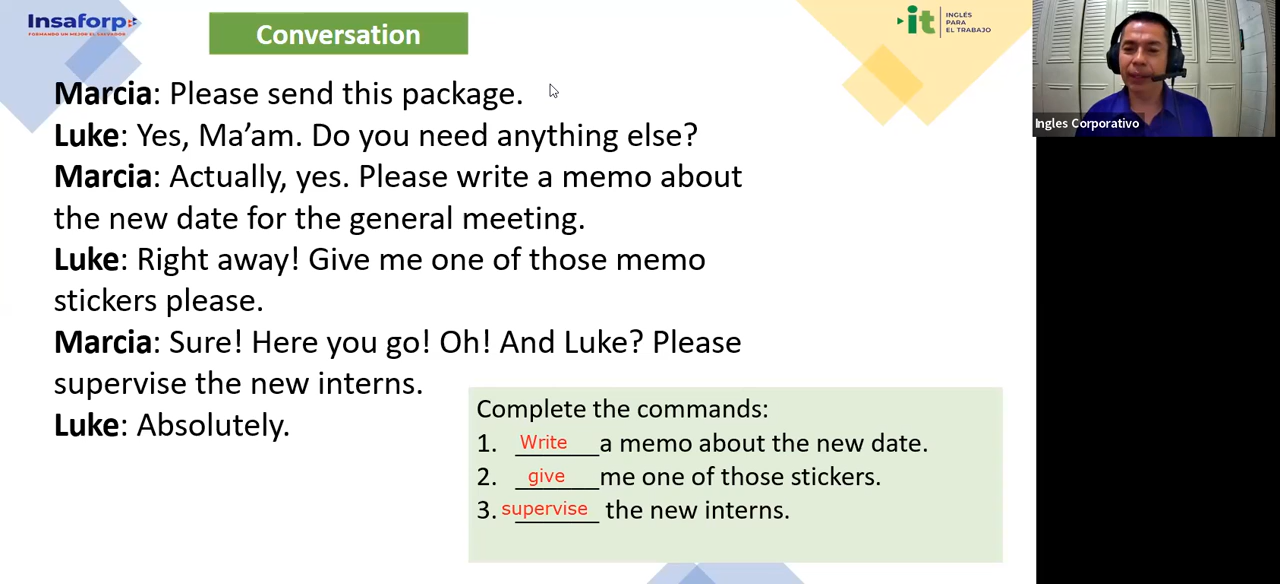 Insaforp
FORMANDO UN MEJOR EL SALVADOR
Conversation
it
INGLÉS
PARA
EL TRABAJO
Ingles Corporativo
Marcia: Please send this package.
Luke: Yes, Ma’am. Do you need anything else?
Marcia: Actually, yes. Please write a memo about
the new date for the general meeting.
Luke: Right away! Give me one of those memo
stickers please.
Marcia: Sure! Here you go! Oh! And Luke? Please
supervise the new interns.
Luke: Absolutely.
Complete the commands:
1. Write a memo about the new date.
2. give me one of those stickers.
3. supervise the new interns.